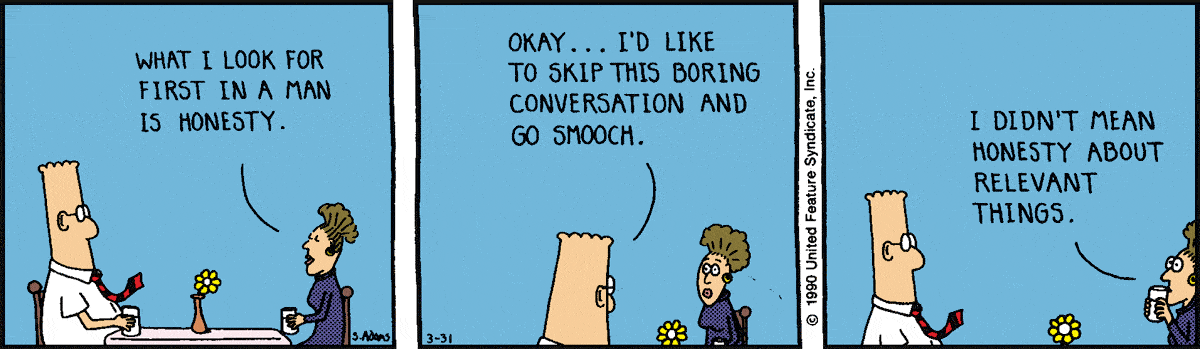 WHAT I LOOK FOR
FIRST IN A MAN
IS HONESTY.
S.ADAMS
OKAY... I'D LIKE
TO SKIP THIS BORING
CONVERSATION AND
GO SMOOCH.
3-31
© 1990 United Feature Syndicate, Inc.
I DIDN'T MEAN
HONESTY ABOUT
RELEVANT
THINGS.